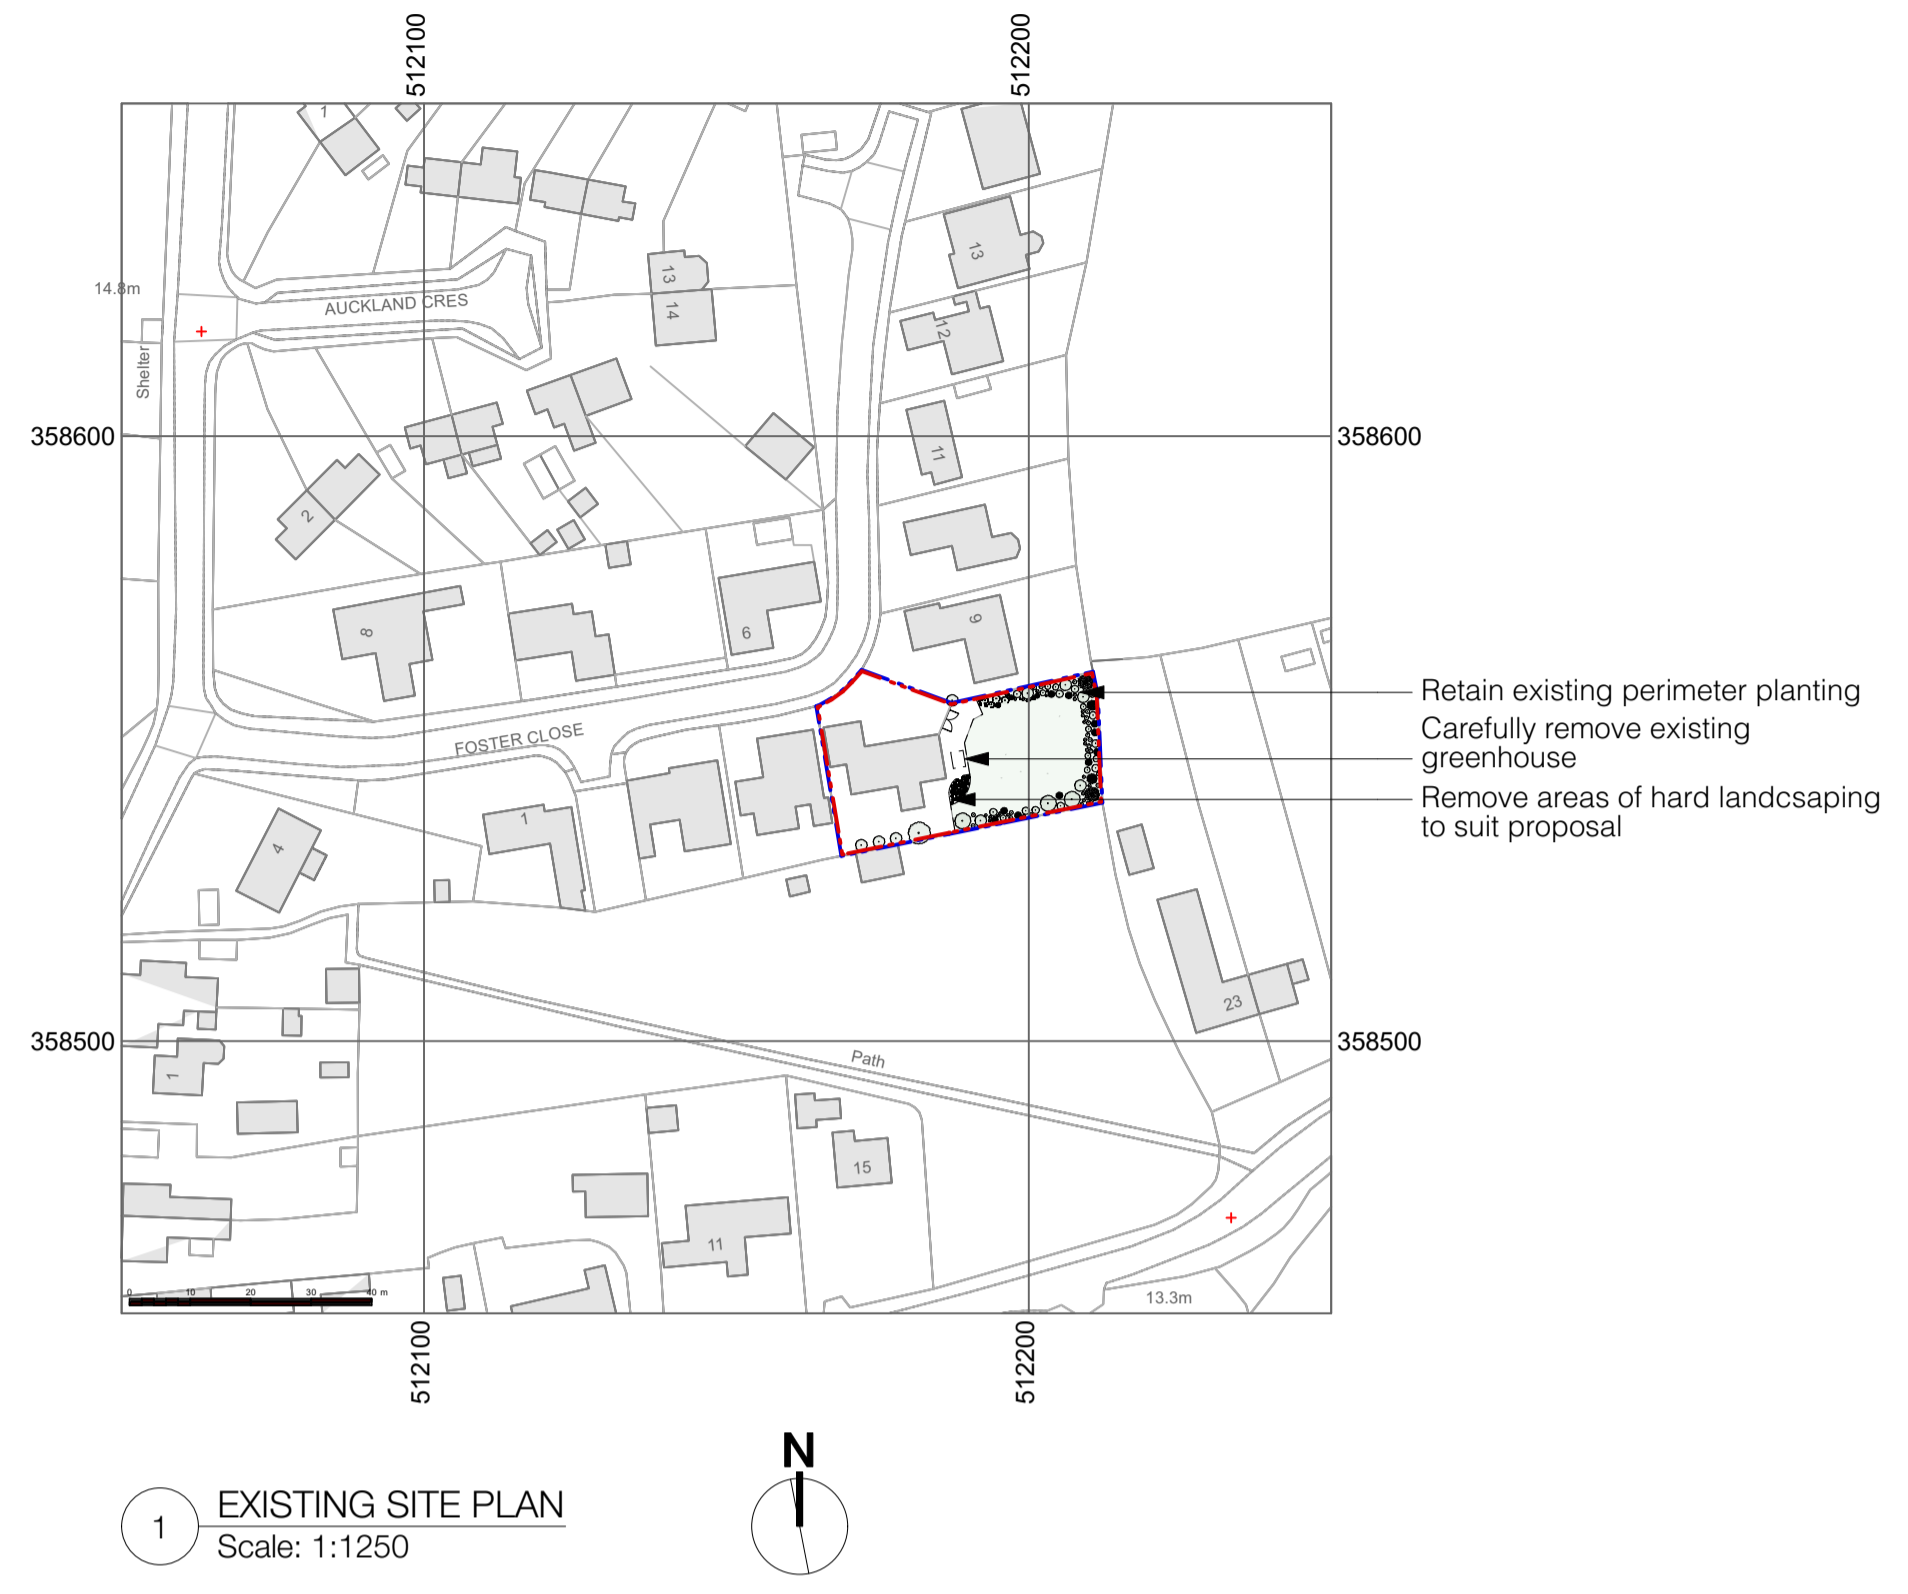 512100
512200
1
13
14.8m
AUCKLAND CRES
13
14
12
Shelter
358600
358600
11
2
8
6
9
Retain existing perimeter planting
Carefully remove existing
greenhouse
Remove areas of hard landcsaping
to suit proposal
FOSTER CLOSE
1
4
23
358500
358500
Path
1
15
11
0 10 20 30 40 m
13.3m
512100
512200
N
1
EXISTING SITE PLAN
Scale: 1:1250